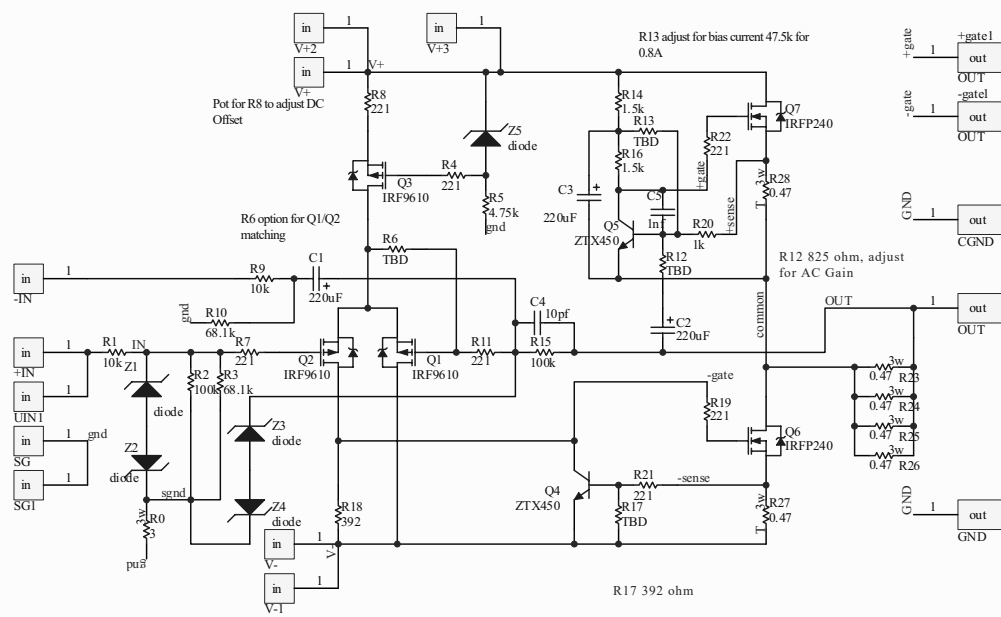 in
1
V+2
in
1
V+
V+
in
1
V+3
R13 adjust for bias current 47.5k for
0.8A
+gate
1
+gate1
out
OUT
-gate
1
-gate1
out
OUT
R8
221
Pot for R8 to adjust DC
Offset
Z5
diode
R14
1.5k
R13
TBD
R16
1.5k
Q7
IRFP240
R22
221
+gate
3w
R28
0.47
T
Q3
IRF9610
R4
221
R5
4.75k
gnd
C3
220uF
C5
1nf
Q5
ZTX450
R20
1k
+sense
GND
1
out
CGND
R6 option for Q1/Q2
matching
R6
TBD
R12
TBD
R12 825 ohm, adjust
for AC Gain
in
1
-IN
R9
10k
C1
220uF
gnd
R10
68.1k
C4
10pf
C2
220uF
common
OUT
1
out
OUT
in
1
+IN
R1
10k
IN
Z1
diode
R7
221
Q2
IRF9610
Q1
IRF9610
R11
221
R15
100k
R2
100k
R3
68.1k
in
1
UIN1
in
1
gnd
SG
in
1
SG1
Z2
diode
Z3
diode
Z4
diode
sgnd
3w
R0
3
gnd
-gate
R19
221
Q6
IRFP240
3w
0.47
R23
3w
0.47
R24
3w
0.47
R25
3w
0.47
R26
R18
392
Q4
ZTX450
R21
221
-sense
R17
TBD
3w
R27
0.47
T
GND
1
out
GND
in
1
V-
V-
in
1
V-1
R17 392 ohm